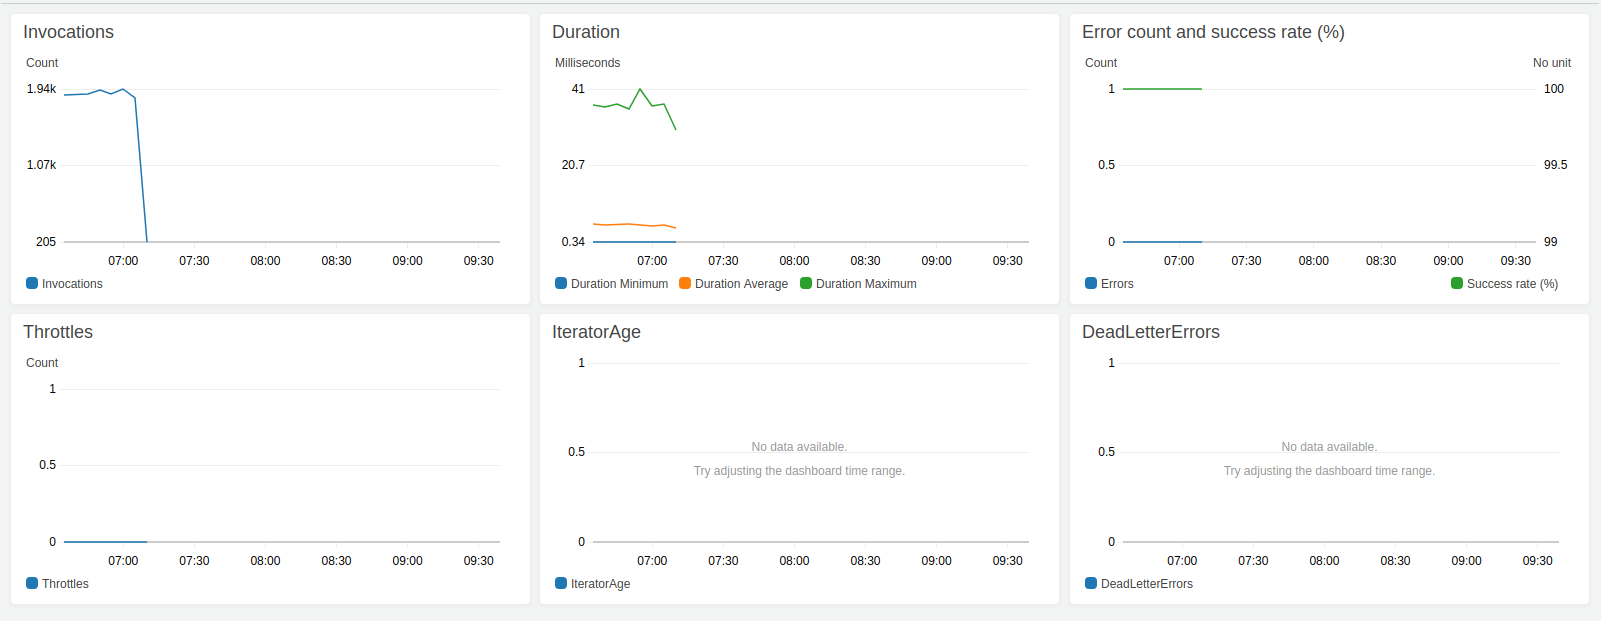 Invocations
Count
1.94k
1.07k
205
07:00 07:30 08:00 08:30 09:00 09:30
Invocations
Duration
Milliseconds
41
20.7
0.34
07:00 07:30 08:00 08:30 09:00 09:30
Duration Minimum Duration Average Duration Maximum
Error count and success rate (%)
Count No unit
1 100
0.5 99.5
0 99
07:00 07:30 08:00 08:30 09:00 09:30
Errors Success rate (%)
Throttles
Count
1
0.5
0
07:00 07:30 08:00 08:30 09:00 09:30
Throttles
IteratorAge
1
No data available.
0.5
Try adjusting the dashboard time range.
0
07:00 07:30 08:00 08:30 09:00 09:30
IteratorAge
DeadLetterErrors
1
No data available.
0.5
Try adjusting the dashboard time range.
0
07:00 07:30 08:00 08:30 09:00 09:30
DeadLetterErrors